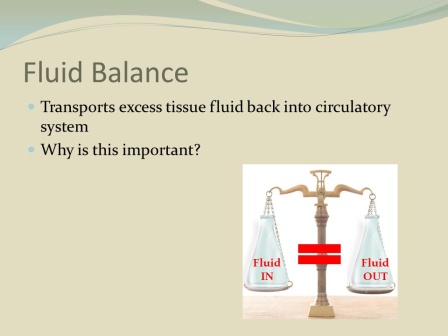 Fluid Balance
Transports excess tissue fluid back into circulatory
system
Why is this important?
Fluid
IN
Fluid
OUT